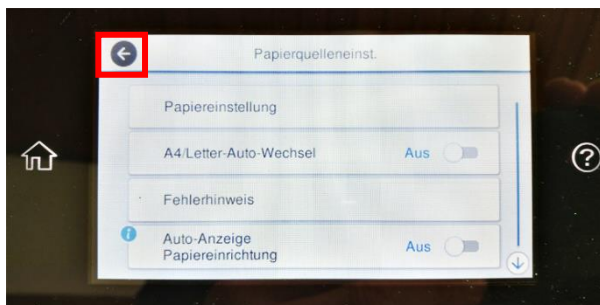 Papierquelleneinst.
Papiereinstellung
A4/Letter-Auto-Wechsel Aus
Fehlerhinweis
Auto-Anzeige
Papiereinrichtung Aus